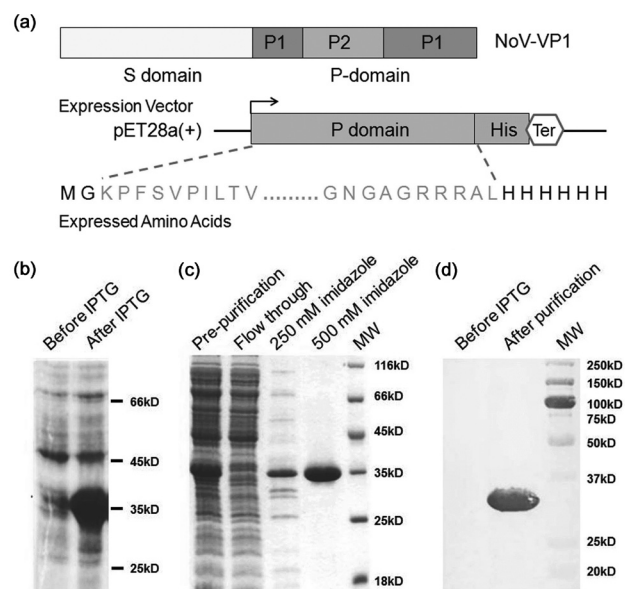 (a)
P1 P2 P1 NoV-VP1
S domain P-domain
Expression Vector
pET28a(+) P domain His Ter
MGKPFSVPILTV.........GNGAGRRRALHHHHHH
Expressed Amino Acids
(b)
Before IPTG
After IPTG
66kD
45kD
35kD
25kD
(c)
Pre-purification
Flow through
250 mM imidazole
500 mM imidazole
MW
116kD
66kD
45kD
35kD
25kD
18kD
(d)
Before IPTG
After purification
MW
250kD
150kD
100kD
75kD
50kD
37kD
25kD
20kD